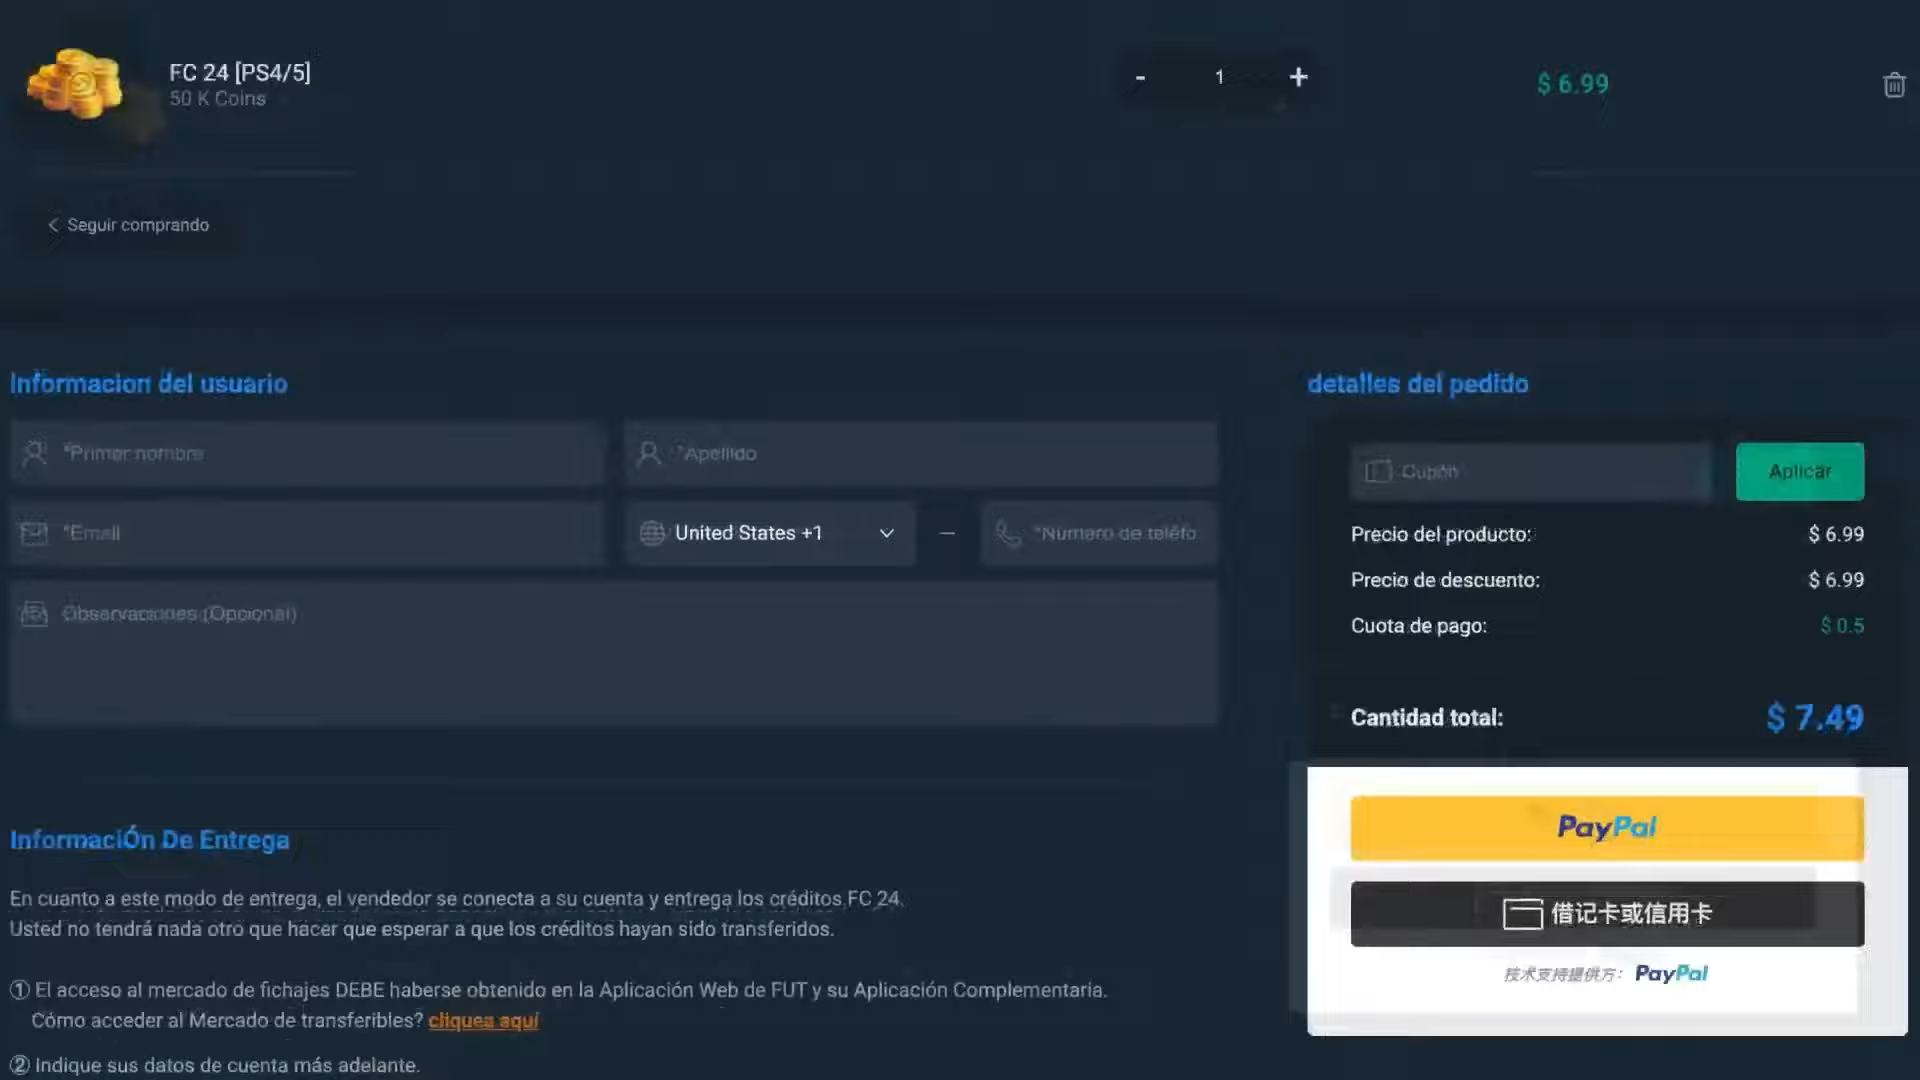 FC 24 [PS4/5]
50 K Coins
- 1 +
$ 6.99
< Seguir comprando
Informacion del usuario
*Primer nombre
*Apellido
*Email
United States +1
—
*Número de teléfo
Observaciones (Opcional)
detalles del pedido
Cupón
Aplicar
Precio del producto: $ 6.99
Precio de descuento: $ 6.99
Cuota de pago: $ 0.5
Cantidad total: $ 7.49
PayPal
借记卡或信用卡
技术支持提供方: PayPal
InformaciÓn De Entrega
En cuanto a este modo de entrega, el vendedor se conecta a su cuenta y entrega los créditos FC 24.
Usted no tendrá nada otro que hacer que esperar a que los créditos hayan sido transferidos.
① El acceso al mercado de fichajes DEBE haberse obtenido en la Aplicación Web de FUT y su Aplicación Complementaria.
Cómo acceder al Mercado de transferibles? cliquea aquí
② Indique sus datos de cuenta más adelante.